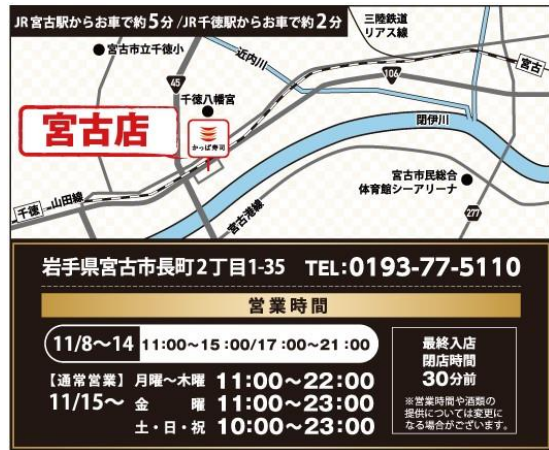 JR宮古駅からお車で約5分/JR千徳駅からお車で約2分
三陸鉄道
リアス線
宮古市立千徳小
近内川
宮古
45
106
千徳八幡宮
宮古店
かっぱ寿司
閉伊川
宮古市民総合
体育館シーアリーナ
千徳
山田線
宮古港線
277
岩手県宮古市長町2丁目1-35 TEL:0193-77-5110
営業時間
11/8～14 11:00～15:00/17:00～21:00
【通常営業】 月曜～木曜 11:00～22:00
11/15～ 金 曜 11:00～23:00
土・日・祝 10:00～23:00
最終入店
閉店時間
30分前
※営業時間や酒類の
提供については変更に
なる場合がございます。